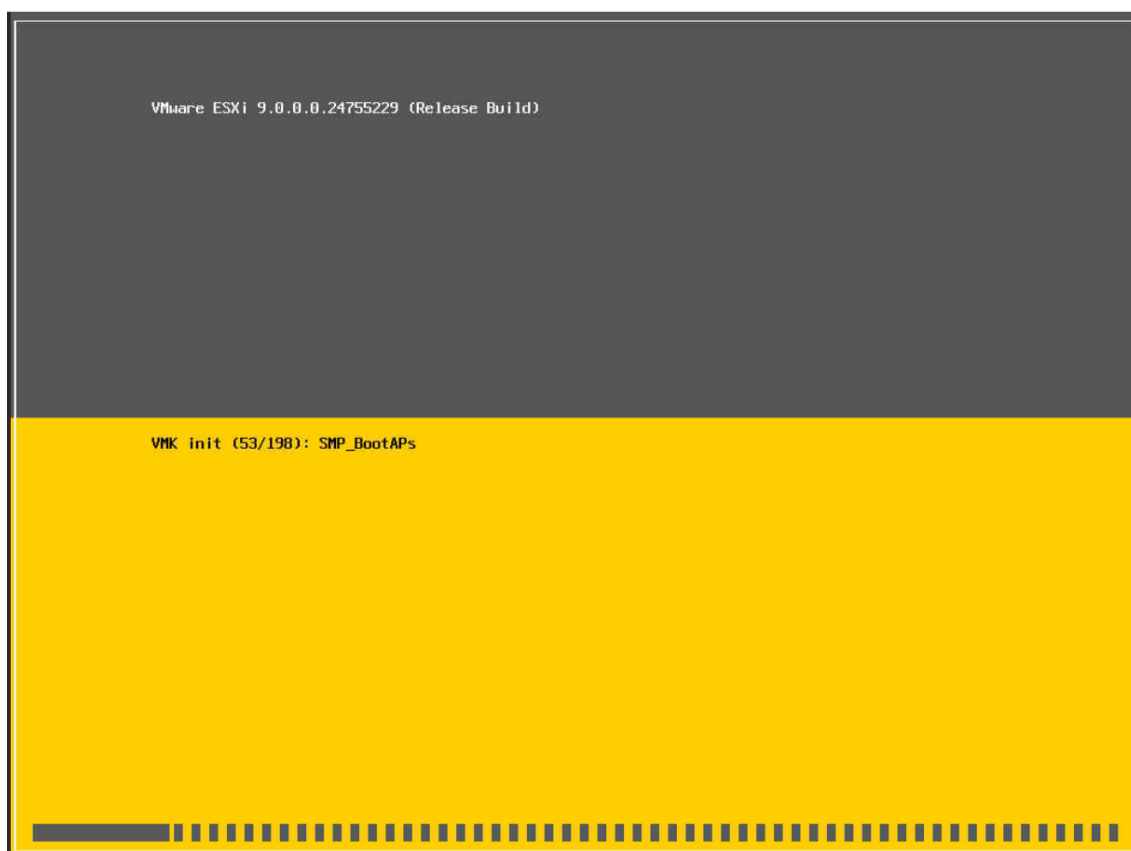 VMware ESXi 9.0.0.0.24755229 (Release Build)
VMK init (53/198): SMP_BootAPs